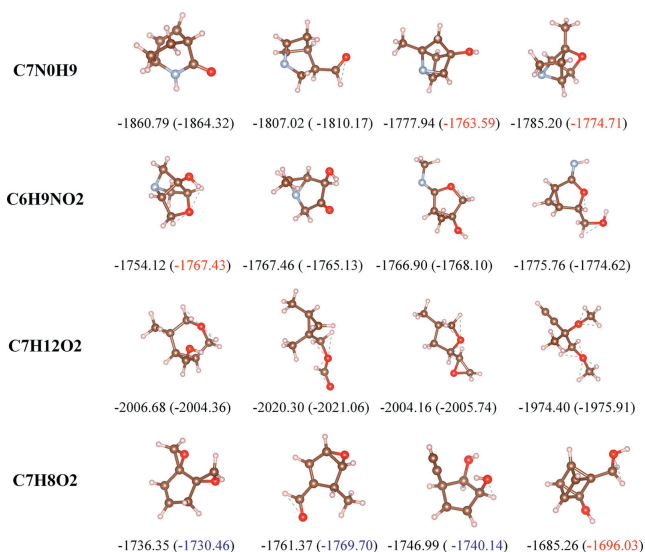 C7N0H9
-1860.79 (-1864.32) -1807.02 ( -1810.17) -1777.94 (-1763.59) -1785.20 (-1774.71)
C6H9NO2
-1754.12 (-1767.43) -1767.46 ( -1765.13) -1766.90 ( -1768.10) -1775.76 (-1774.62)
C7H12O2
-2006.68 (-2004.36) -2020.30 (-2021.06) -2004.16 (-2005.74) -1974.40 (-1975.91)
C7H8O2
-1736.35 (-1730.46) -1761.37 (-1769.70) -1746.99 (-1740.14) -1685.26 (-1696.03)